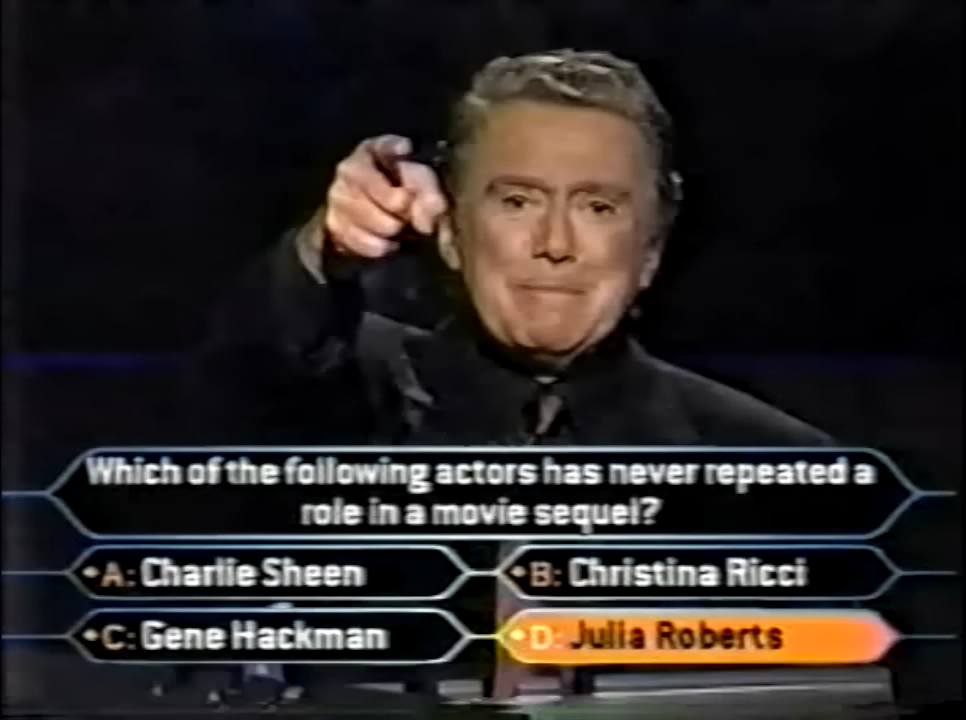 Which of the following actors has never repeated a
role in a movie sequel?
A: Charlie Sheen
B: Christina Ricci
C: Gene Hackman
D: Julia Roberts